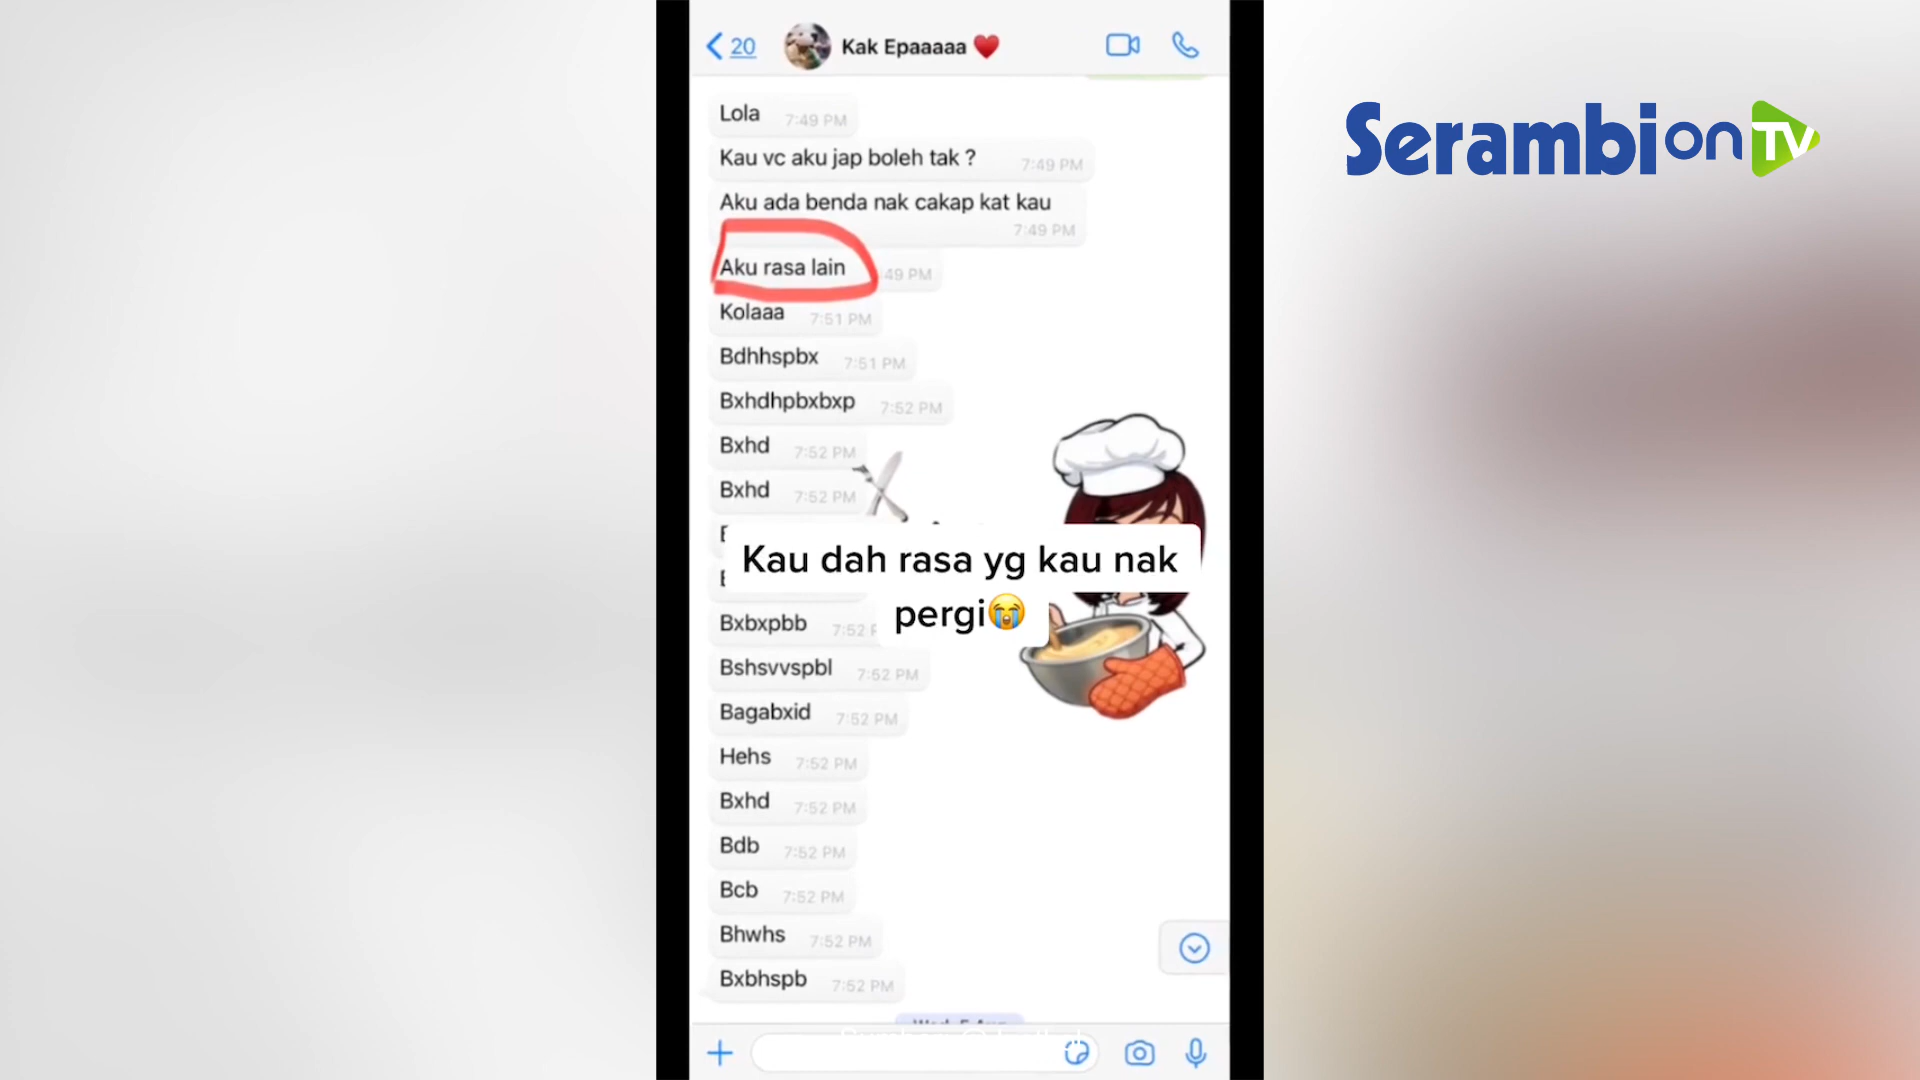 20
Kak Epaaaaa ❤️
Serambi on TV
Lola 7:49 PM
Kau vc aku jap boleh tak ? 7:49 PM
Aku ada benda nak cakap kat kau
7:49 PM
Aku rasa lain :49 PM
Kolaaa 7:51 PM
Bdhhspbx 7:51 PM
Bxhdhpbxbxp 7:52 PM
Bxhd 7:52 PM
Bxhd 7:52 PM
Kau dah rasa yg kau nak
pergi😭
Bxbxpbb 7:52 P
Bshsvvspbl 7:52 PM
Bagabxid 7:52 PM
Hehs 7:52 PM
Bxhd 7:52 PM
Bdb 7:52 PM
Bcb 7:52 PM
Bhwhs 7:52 PM
Bxbhspb 7:52 PM